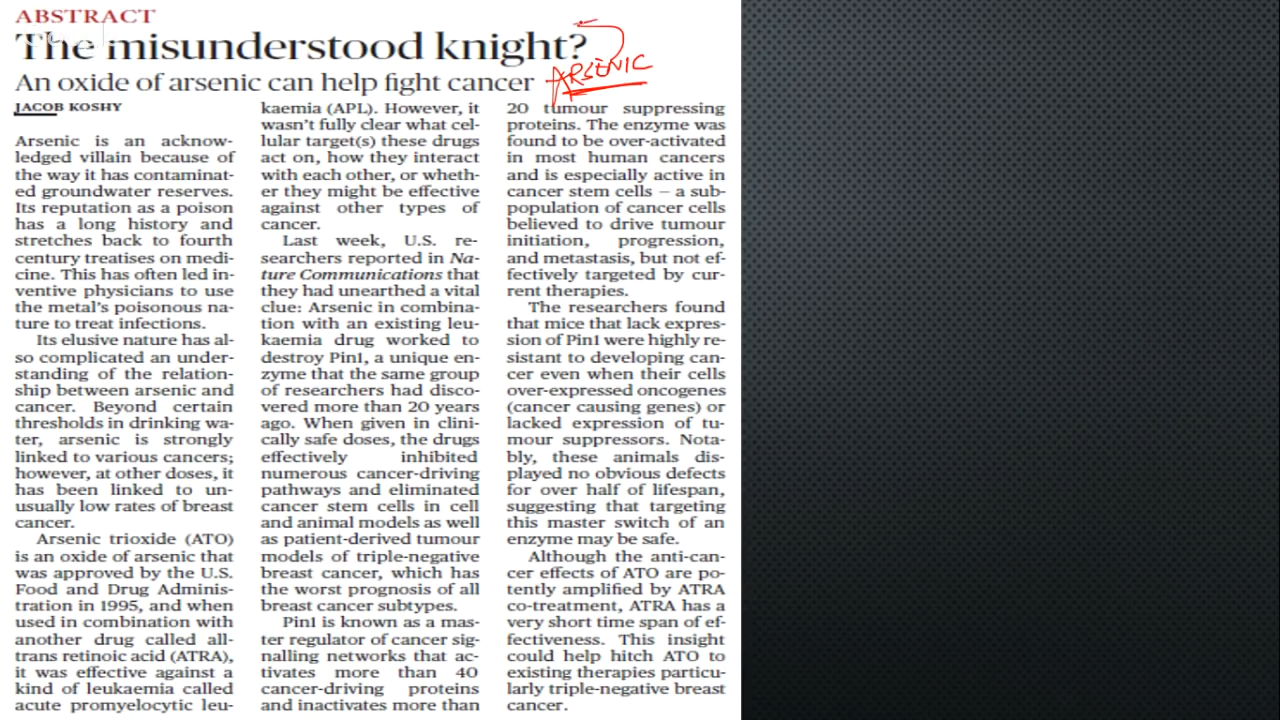 ABSTRACT
The misunderstood knight?
An oxide of arsenic can help fight cancer
ARSENIC
JACOB KOSHY
Arsenic is an acknow-
ledged villain because of
the way it has contaminat-
ed groundwater reserves.
Its reputation as a poison
has a long history and
stretches back to fourth
century treatises on medi-
cine. This has often led in-
ventive physicians to use
the metal's poisonous na-
ture to treat infections.
Its elusive nature has al-
so complicated an under-
standing of the relation-
ship between arsenic and
cancer. Beyond certain
thresholds in drinking wa-
ter, arsenic is strongly
linked to various cancers;
however, at other doses, it
has been linked to un-
usually low rates of breast
cancer.
Arsenic trioxide (ATO)
is an oxide of arsenic that
was approved by the U.S.
Food and Drug Adminis-
tration in 1995, and when
used in combination with
another drug called all-
trans retinoic acid (ATRA),
it was effective against a
kind of leukaemia called
acute promyelocytic leu-
kaemia (APL). However, it
wasn't fully clear what cel-
lular target(s) these drugs
act on, how they interact
with each other, or wheth-
er they might be effective
against other types of
cancer.
Last week, U.S. re-
searchers reported in Na-
ture Communications that
they had unearthed a vital
clue: Arsenic in combina-
tion with an existing leu-
kaemia drug worked to
destroy Pin1, a unique en-
zyme that the same group
of researchers had disco-
vered more than 20 years
ago. When given in clini-
cally safe doses, the drugs
effectively inhibited
numerous cancer-driving
pathways and eliminated
cancer stem cells in cell
and animal models as well
as patient-derived tumour
models of triple-negative
breast cancer, which has
the worst prognosis of all
breast cancer subtypes.
Pin1 is known as a mas-
ter regulator of cancer sig-
nalling networks that ac-
tivates more than 40
cancer-driving proteins
and inactivates more than
20 tumour suppressing
proteins. The enzyme was
found to be over-activated
in most human cancers
and is especially active in
cancer stem cells – a sub-
population of cancer cells
believed to drive tumour
initiation, progression,
and metastasis, but not ef-
fectively targeted by cur-
rent therapies.
The researchers found
that mice that lack expres-
sion of Pin1 were highly re-
sistant to developing can-
cer even when their cells
over-expressed oncogenes
(cancer causing genes) or
lacked expression of tu-
mour suppressors. Nota-
bly, these animals dis-
played no obvious defects
for over half of lifespan,
suggesting that targeting
this master switch of an
enzyme may be safe.
Although the anti-can-
cer effects of ATO are po-
tently amplified by ATRA
co-treatment, ATRA has a
very short time span of ef-
fectiveness. This insight
could help hitch ATO to
existing therapies particu-
larly triple-negative breast
cancer.